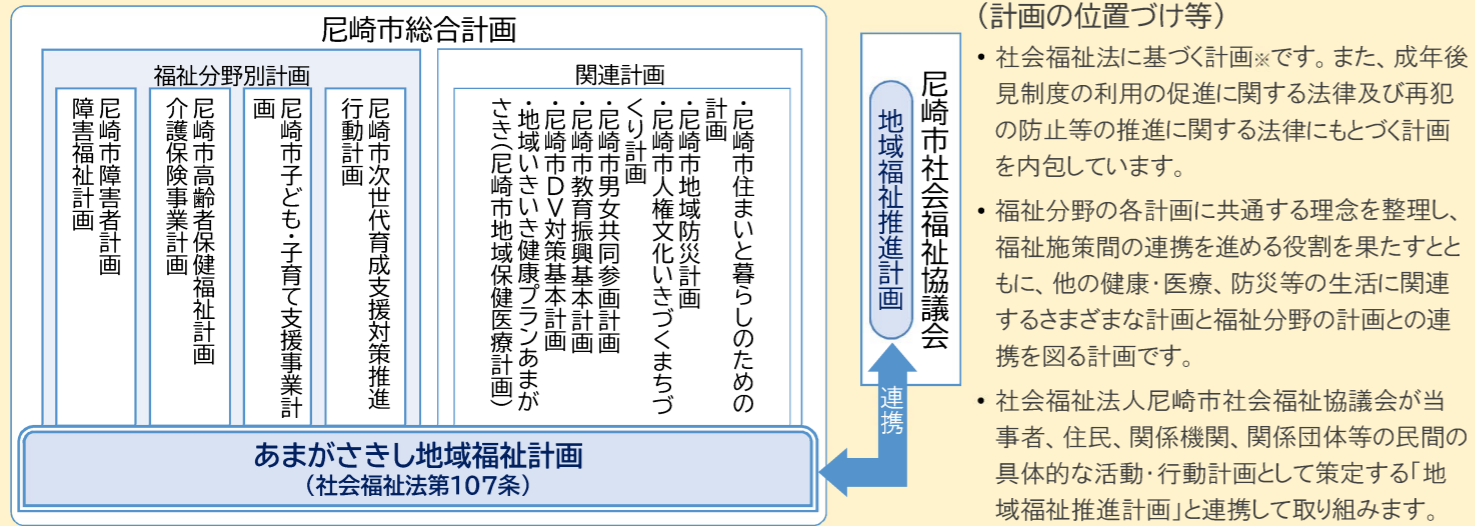 尼崎市総合計画
福祉分野別計画
尼崎市障害者計画
障害福祉計画
尼崎市高齢者保健福祉計画
介護保険事業計画
尼崎市子ども・子育て支援事業計
画
尼崎市次世代育成支援対策推進
行動計画
関連計画
・尼崎市住まいと暮らしのための
計画
・尼崎市地域防災計画
・尼崎市人権文化いきづくまちづ
くり計画
・尼崎市男女共同参画計画
・尼崎市教育振興基本計画
・尼崎市DV対策基本計画
・地域いきいき健康プランあまが
さき(尼崎市地域保健医療計画)
あまがさきし地域福祉計画
(社会福祉法第107条)
尼崎市社会福祉協議会
地域福祉推進計画
連携
(計画の位置づけ等)
• 社会福祉法に基づく計画※です。また、成年後
見制度の利用の促進に関する法律及び再犯
の防止等の推進に関する法律にもとづく計画
を内包しています。
• 福祉分野の各計画に共通する理念を整理し、
福祉施策間の連携を進める役割を果たすとと
もに、他の健康・医療、防災等の生活に関連
するさまざまな計画と福祉分野の計画との連
携を図る計画です。
• 社会福祉法人尼崎市社会福祉協議会が当
事者、住民、関係機関、関係団体等の民間の
具体的な活動・行動計画として策定する「地
域福祉推進計画」と連携して取り組みます。